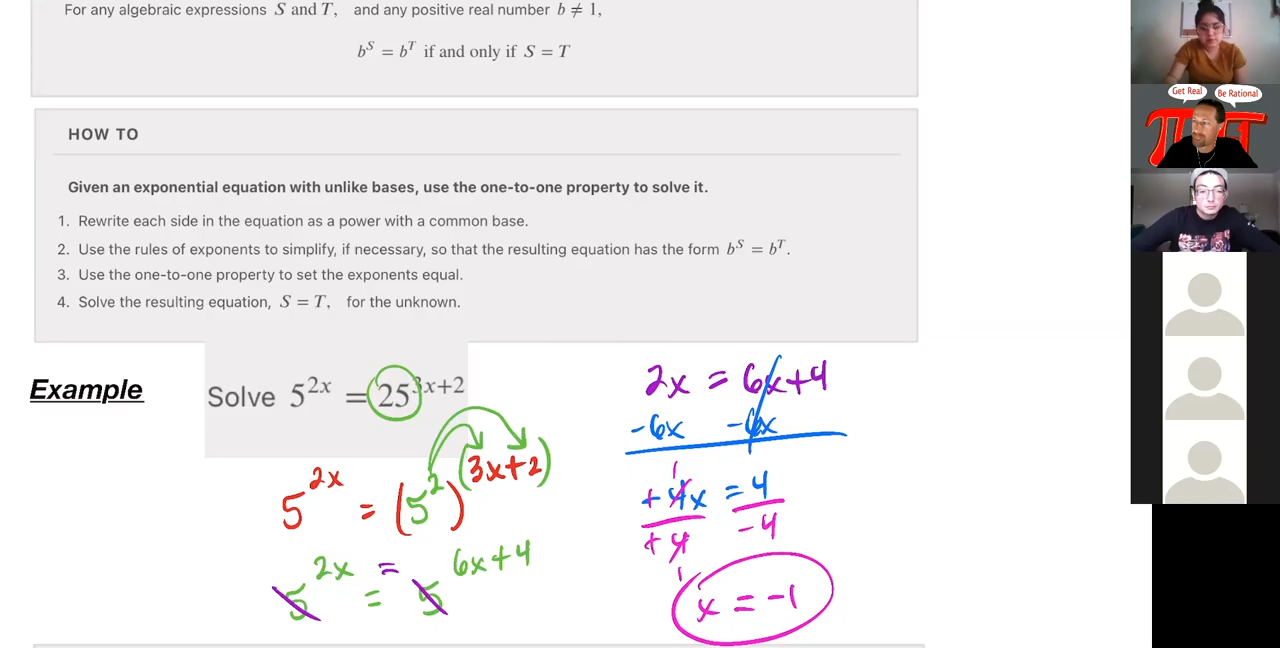 For any algebraic expressions S and T, and any positive real number b ≠ 1,
b^S = b^T if and only if S = T
HOW TO
Given an exponential equation with unlike bases, use the one-to-one property to solve it.
1. Rewrite each side in the equation as a power with a common base.
2. Use the rules of exponents to simplify, if necessary, so that the resulting equation has the form b^S = b^T.
3. Use the one-to-one property to set the exponents equal.
4. Solve the resulting equation, S = T, for the unknown.
Example
Solve 5^{2x} = 25^{3x+2}
5^{2x} = (5^2)^{(3x+2)}
5^{2x} = 5^{6x+4}
=
2x = 6x+4
-6x -6x
+4x = 4
+4 -4
1
1
x = -1
Get Real
Be Rational